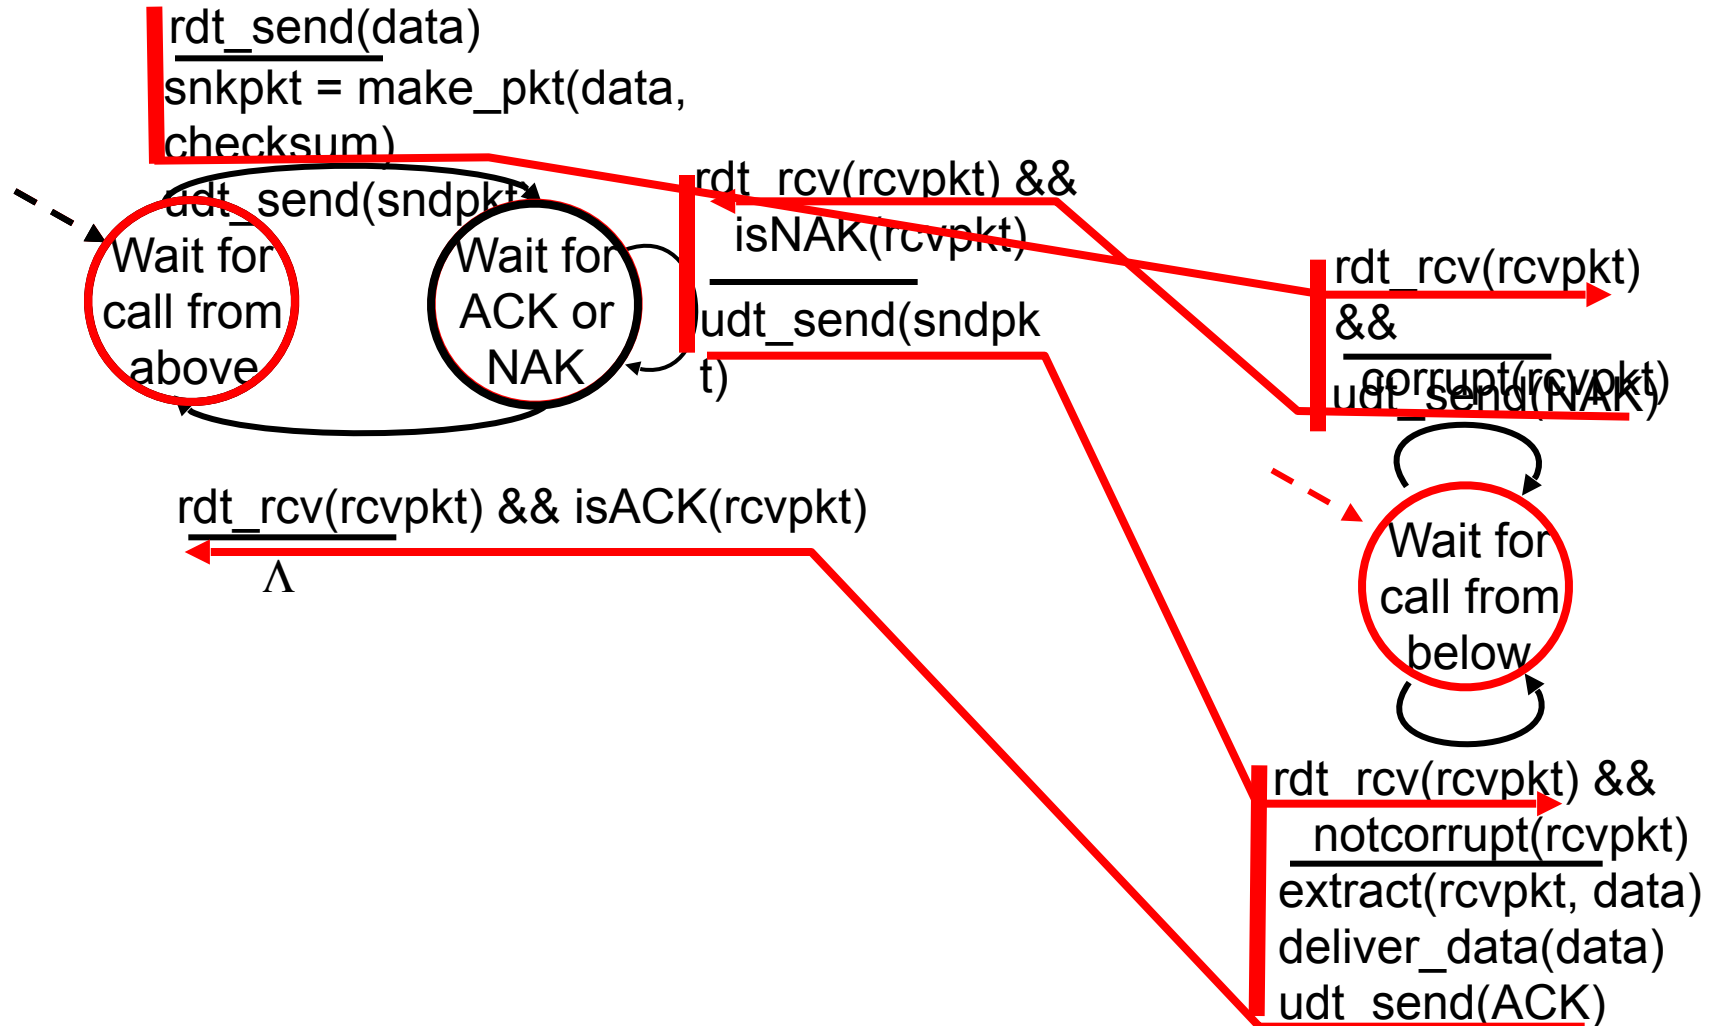 rdt_send(data)
snkpkt = make_pkt(data,
checksum)
udt_send(sndpkt)
Wait for
call from
above
Wait for
ACK or
NAK
rdt_rcv(rcvpkt) &&
isNAK(rcvpkt)
udt_send(sndpk
t)
rdt_rcv(rcvpkt)
&&
corrupt(rcvpkt)
udt_send(NAK)
rdt_rcv(rcvpkt) && isACK(rcvpkt)
Λ
Wait for
call from
below
rdt_rcv(rcvpkt) &&
notcorrupt(rcvpkt)
extract(rcvpkt, data)
deliver_data(data)
udt_send(ACK)